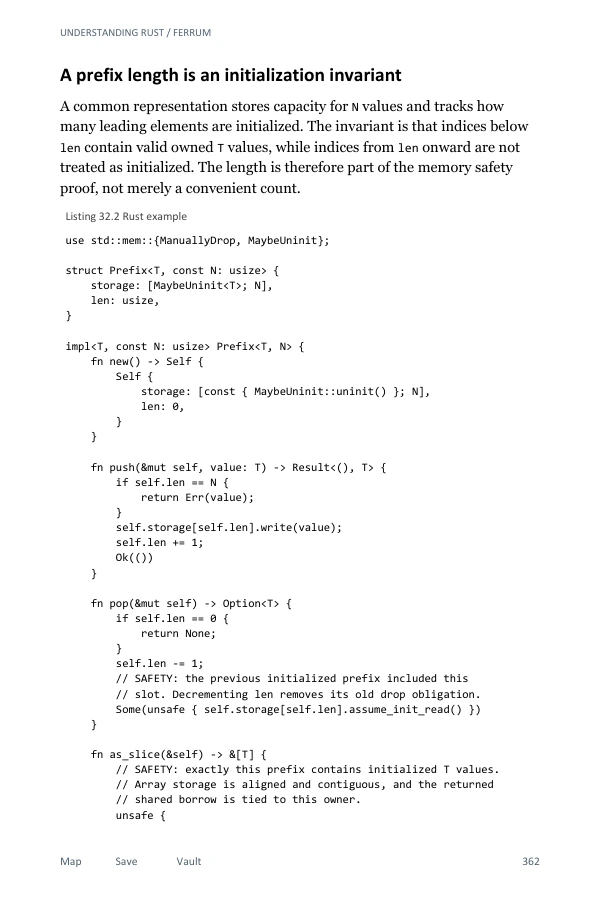 UNDERSTANDING RUST / FERRUM
A prefix length is an initialization invariant
A common representation stores capacity for N values and tracks how
many leading elements are initialized. The invariant is that indices below
len contain valid owned T values, while indices from len onward are not
treated as initialized. The length is therefore part of the memory safety
proof, not merely a convenient count.
Listing 32.2 Rust example
use std::mem::{ManuallyDrop, MaybeUninit};
struct Prefix<T, const N: usize> {
    storage: [MaybeUninit<T>; N],
    len: usize,
}
impl<T, const N: usize> Prefix<T, N> {
    fn new() -> Self {
        Self {
            storage: [const { MaybeUninit::uninit() }; N],
            len: 0,
        }
    }
    fn push(&mut self, value: T) -> Result<(), T> {
        if self.len == N {
            return Err(value);
        }
        self.storage[self.len].write(value);
        self.len += 1;
        Ok(())
    }
    fn pop(&mut self) -> Option<T> {
        if self.len == 0 {
            return None;
        }
        self.len -= 1;
        // SAFETY: the previous initialized prefix included this
        // slot. Decrementing len removes its old drop obligation.
        Some(unsafe { self.storage[self.len].assume_init_read() })
    }
    fn as_slice(&self) -> &[T] {
        // SAFETY: exactly this prefix contains initialized T values.
        // Array storage is aligned and contiguous, and the returned
        // shared borrow is tied to this owner.
        unsafe {
Map Save Vault 362